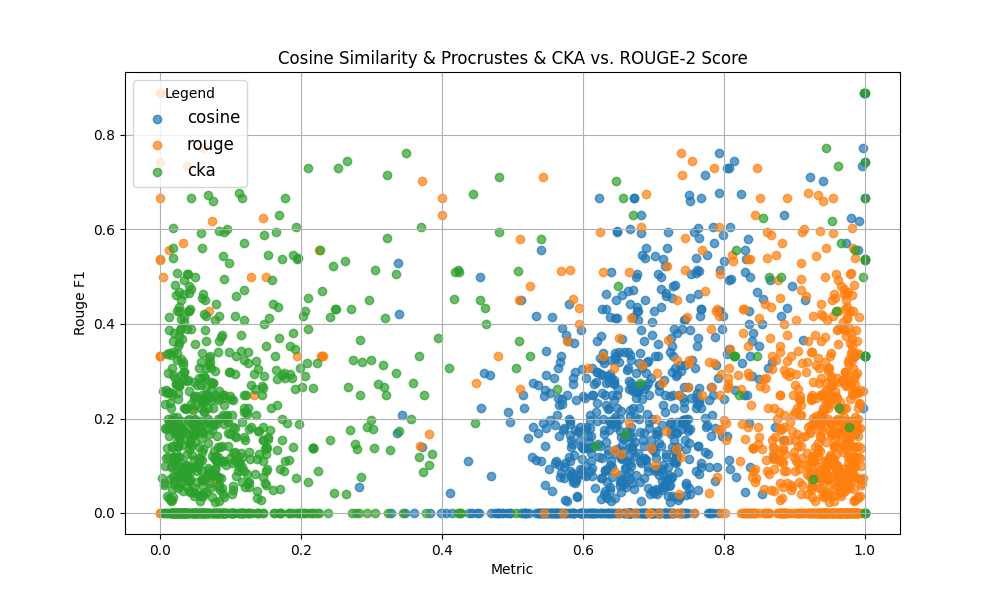 Cosine Similarity & Procrustes & CKA vs. ROUGE-2 Score
Legend
cosine
rouge
cka
Rouge F1
0.8
0.6
0.4
0.2
0.0
0.0 0.2 0.4 0.6 0.8 1.0
Metric